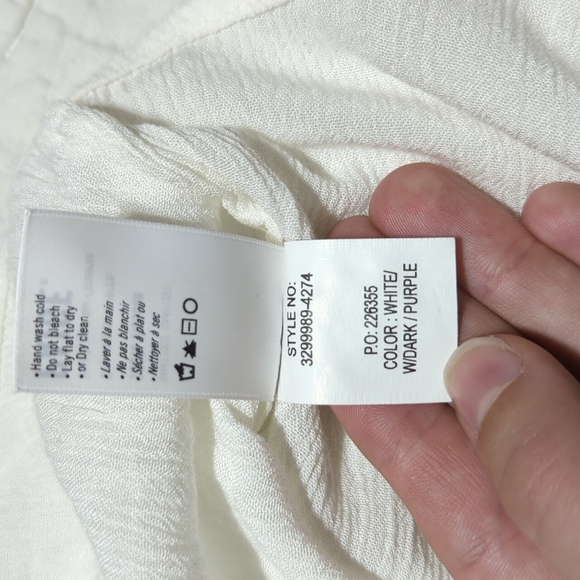 • Hand wash cold
• Do not bleach
• Lay flat to dry
• or Dry clean
• Laver à la main
• Ne pas blanchir
• Sécher à plat ou
• Nettoyer à sec
STYLE NO:
3299989-4274
P.O: 226355
COLOR : WHITE/
W/DARK / PURPLE